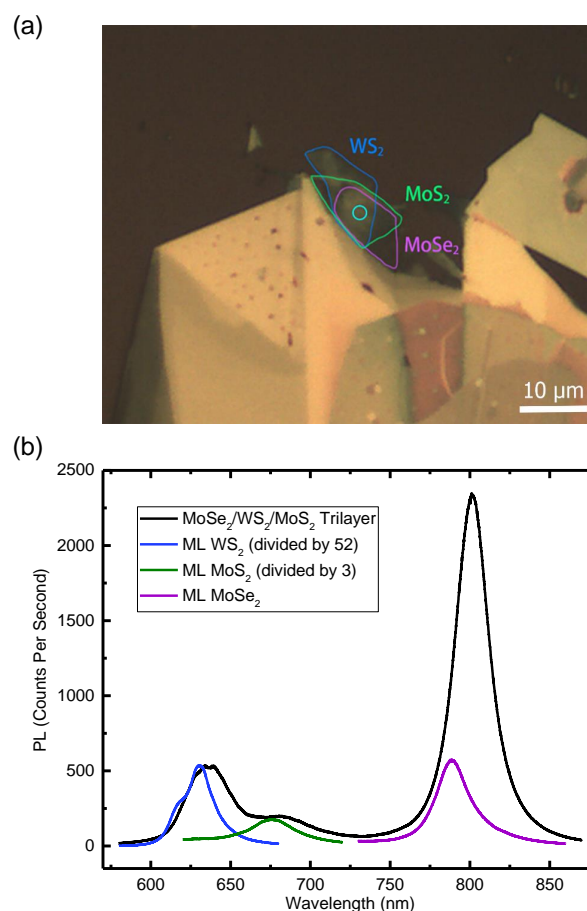 (a)
WS₂
MoS₂
MoSe₂
10 µm
(b)
2500
2000
1500
1000
500
0
PL (Counts Per Second)
MoSe₂/WS₂/MoS₂ Trilayer
ML WS₂ (divided by 52)
ML MoS₂ (divided by 3)
ML MoSe₂
600 650 700 750 800 850
Wavelength (nm)